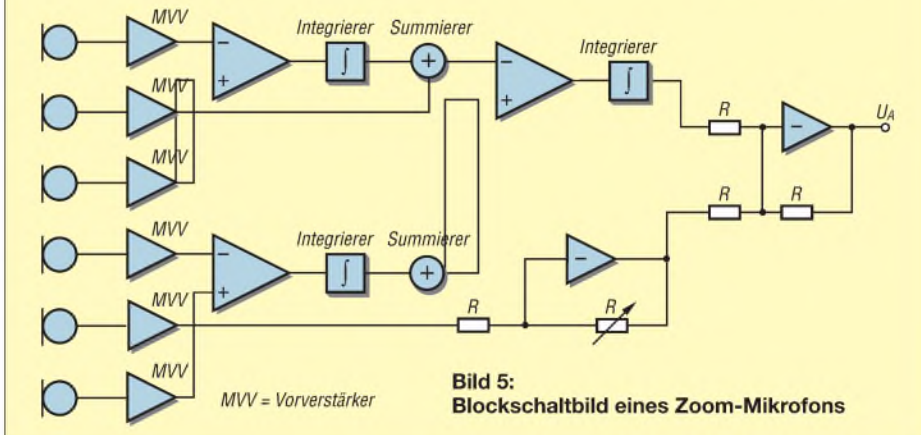 MVV
Integrierer
Summierer
−
+
∫
+
MVV
MVV
−
+
Integrierer
∫
R
−
U_A
R
R
MVV
MVV
−
+
Integrierer
Summierer
∫
+
−
R
R
MVV
MVV = Vorverstärker
Bild 5:
Blockschaltbild eines Zoom-Mikrofons